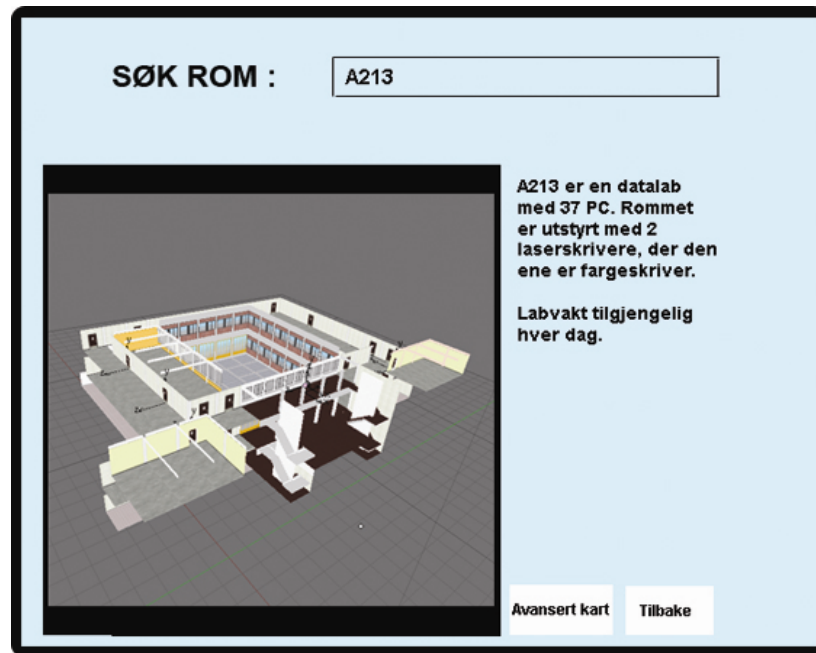 SØK ROM :
A213
A213 er en datalab
med 37 PC. Rommet
er utstyrt med 2
laserskrivere, der den
ene er fargeskriver.
Labvakt tilgjengelig
hver dag.
Avansert kart
Tilbake